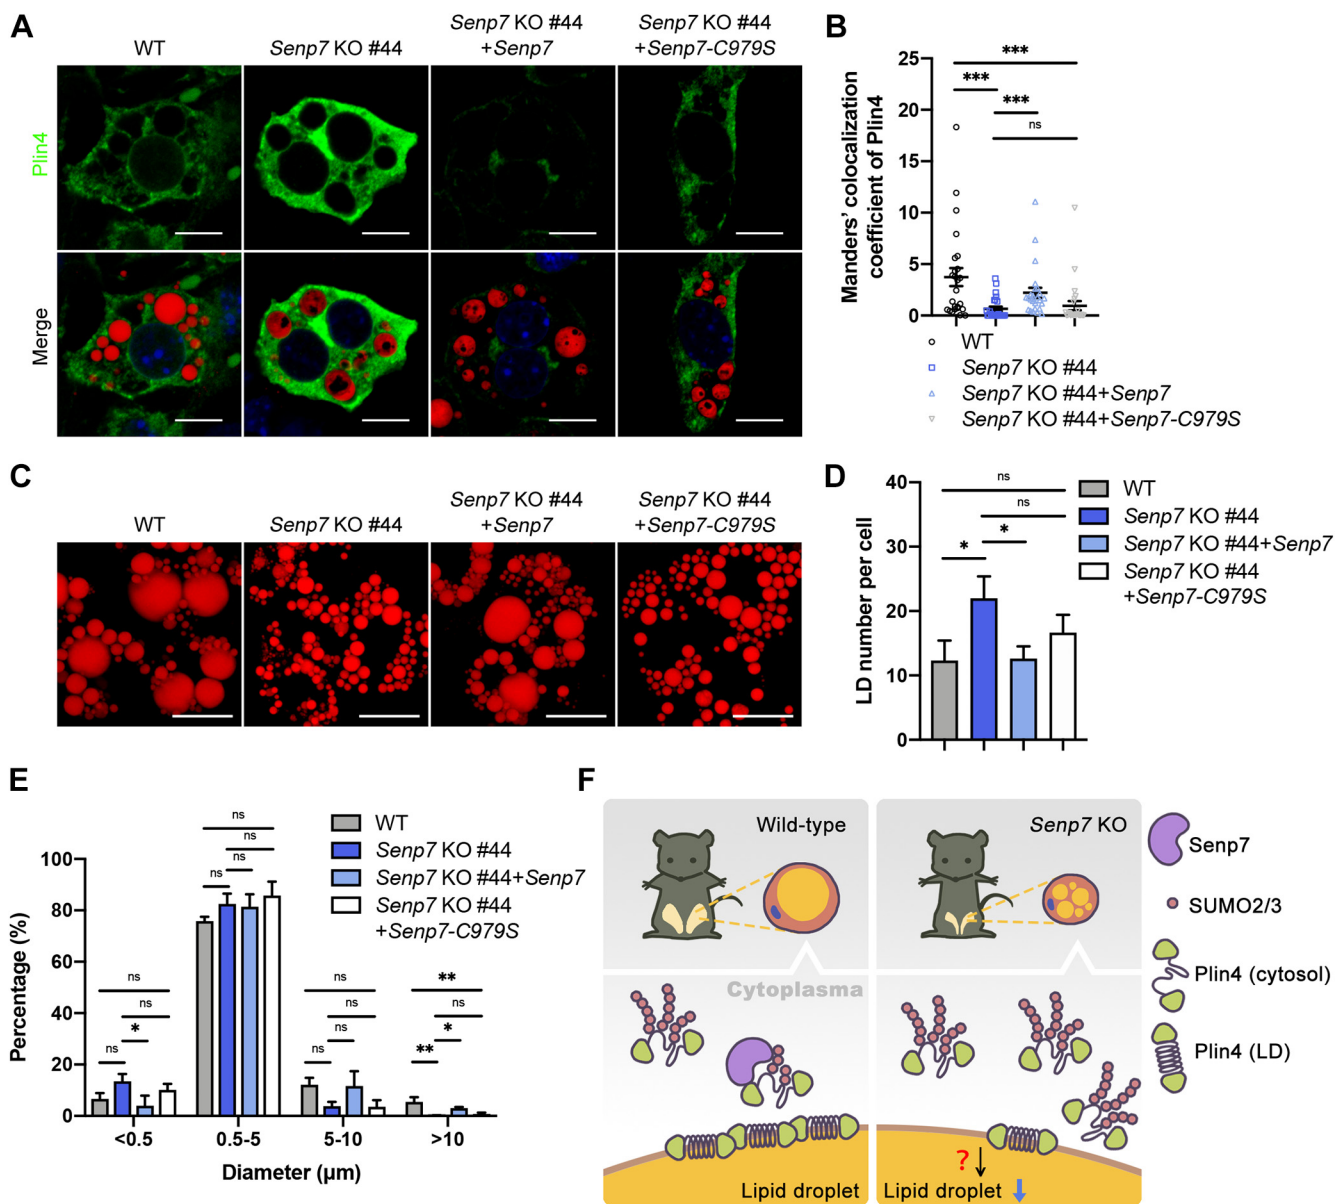 A
WT
Senp7 KO #44
Senp7 KO #44
+Senp7
Senp7 KO #44
+Senp7-C979S
Plin4
Merge
B
Manders' colocalization
coefficient of Plin4
25
20
15
10
5
0
***
***
***
ns
WT
Senp7 KO #44
Senp7 KO #44+Senp7
Senp7 KO #44+Senp7-C979S
C
WT
Senp7 KO #44
Senp7 KO #44
+Senp7
Senp7 KO #44
+Senp7-C979S
D
LD number per cell
40
30
20
10
0
ns
ns
*
*
WT
Senp7 KO #44
Senp7 KO #44+Senp7
Senp7 KO #44
+Senp7-C979S
E
Percentage (%)
100
80
60
40
20
0
ns
ns
*
ns
ns
ns
ns
ns
ns
ns
ns
ns
**
ns
*
**
<0.5
0.5-5
5-10
>10
Diameter (μm)
WT
Senp7 KO #44
Senp7 KO #44+Senp7
Senp7 KO #44
+Senp7-C979S
F
Wild-type
Senp7 KO
Cytoplasma
Lipid droplet
?
Lipid droplet
Senp7
SUMO2/3
Plin4 (cytosol)
Plin4 (LD)